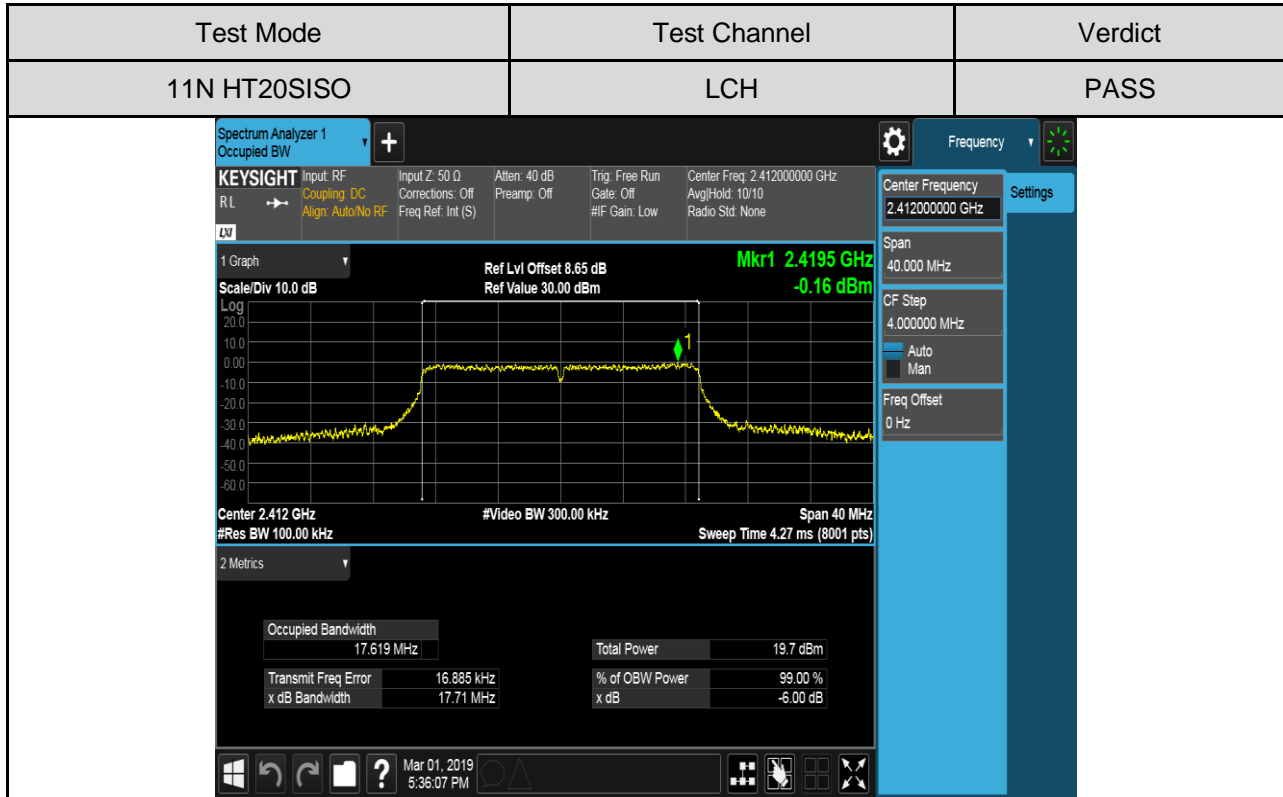 Test Mode Test Channel Verdict
11N HT20SISO LCH PASS
Spectrum Analyzer 1
Occupied BW
+
Frequency
KEYSIGHT Input: RF Input Z: 50 Ω Atten: 40 dB Trig: Free Run Center Freq: 2.412000000 GHz
Coupling: DC Corrections: Off Preamp: Off Gate: Off Avg|Hold: 10/10
RL Align: Auto/No RF Freq Ref: Int (S) #IF Gain: Low Radio Std: None
LXI
Center Frequency
2.412000000 GHz
Settings
Span
40.000 MHz
CF Step
4.000000 MHz
Auto
Man
Freq Offset
0 Hz
1 Graph Ref Lvl Offset 8.65 dB Mkr1 2.4195 GHz
Scale/Div 10.0 dB Ref Value 30.00 dBm -0.16 dBm
Log
20.0
10.0
1
0.00
-10.0
-20.0
-30.0
-40.0
-50.0
-60.0
Center 2.412 GHz #Video BW 300.00 kHz Span 40 MHz
#Res BW 100.00 kHz Sweep Time 4.27 ms (8001 pts)
2 Metrics
Occupied Bandwidth
17.619 MHz Total Power 19.7 dBm
Transmit Freq Error 16.885 kHz % of OBW Power 99.00 %
x dB Bandwidth 17.71 MHz x dB -6.00 dB
? Mar 01, 2019
5:36:07 PM